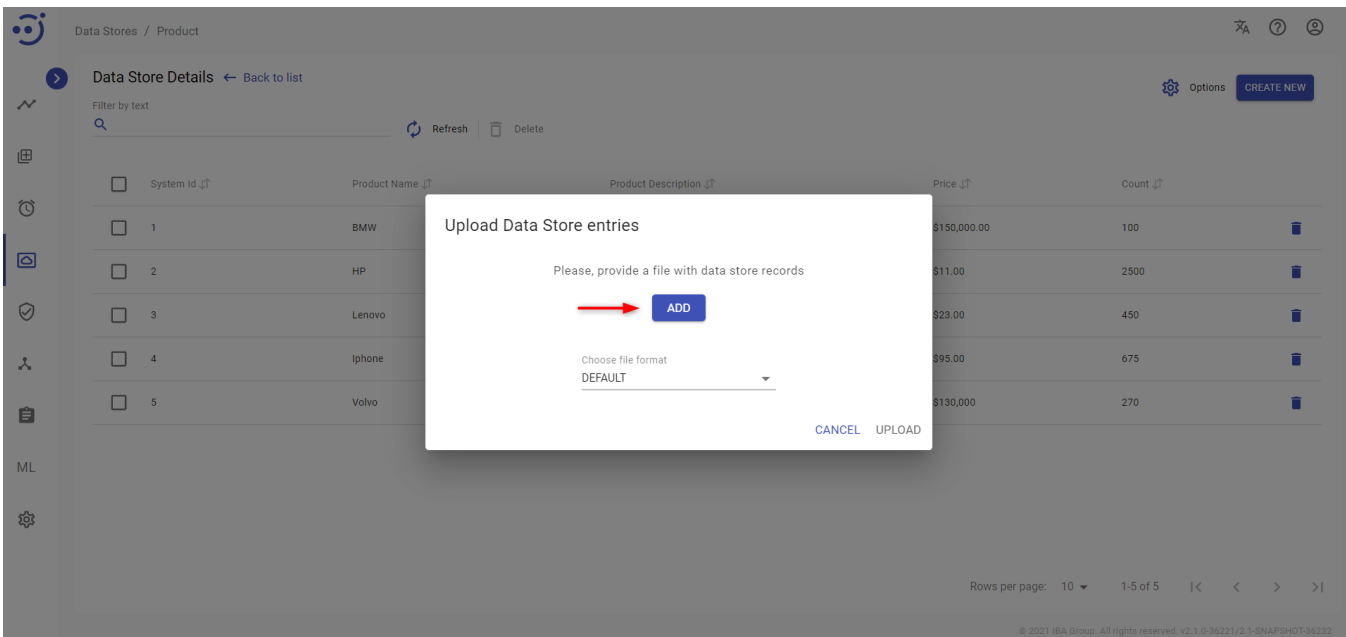 Data Stores / Product
Data Store Details ← Back to list
Options
CREATE NEW
Filter by text
Refresh
Delete
System Id
Product Name
Product Description
Price
Count
1 BMW $150,000.00 100
2 HP $11.00 2500
3 Lenovo $23.00 450
4 Iphone $95.00 675
5 Volvo $130,000 270
Upload Data Store entries
Please, provide a file with data store records
ADD
Choose file format
DEFAULT
CANCEL UPLOAD
ML
Rows per page: 10 1-5 of 5
© 2021 IBA Group. All rights reserved. v2.1.0-36221/2.1-SNAPSHOT-36232